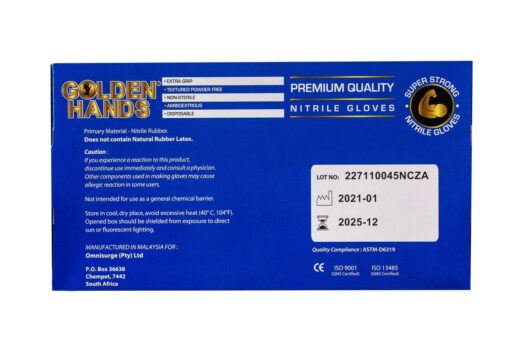 GOLDEN
HANDS
• EXTRA GRIP
• TEXTURED POWDER FREE
• NON-STERILE
• AMBIDEXTROUS
• DISPOSABLE
PREMIUM QUALITY
NITRILE GLOVES
SUPER STRONG
NITRILE GLOVES
Primary Material - Nitrile Rubber.
Does not contain Natural Rubber Latex.
Caution :
If you experience a reaction to this product,
discontinue use immediately and consult a physician.
Other components used in making gloves may cause
allergic reaction in some users.
Not intended for use as a general chemical barrier.
Store in cool, dry place, avoid excessive heat (40° C, 104°F).
Opened box should be shielded from exposure to direct
sun or fluorescent lighting.
MANUFACTURED IN MALAYSIA FOR :
Omnisurge (Pty) Ltd
P.O. Box 36638
Chempet, 7442
South Africa
LOT NO: 227110045NCZA
2021-01
2025-12
Quality Compliance : ASTM-D6319
CE ISO 9001 ISO 13485
(QMS Certified) (QMS Certified)